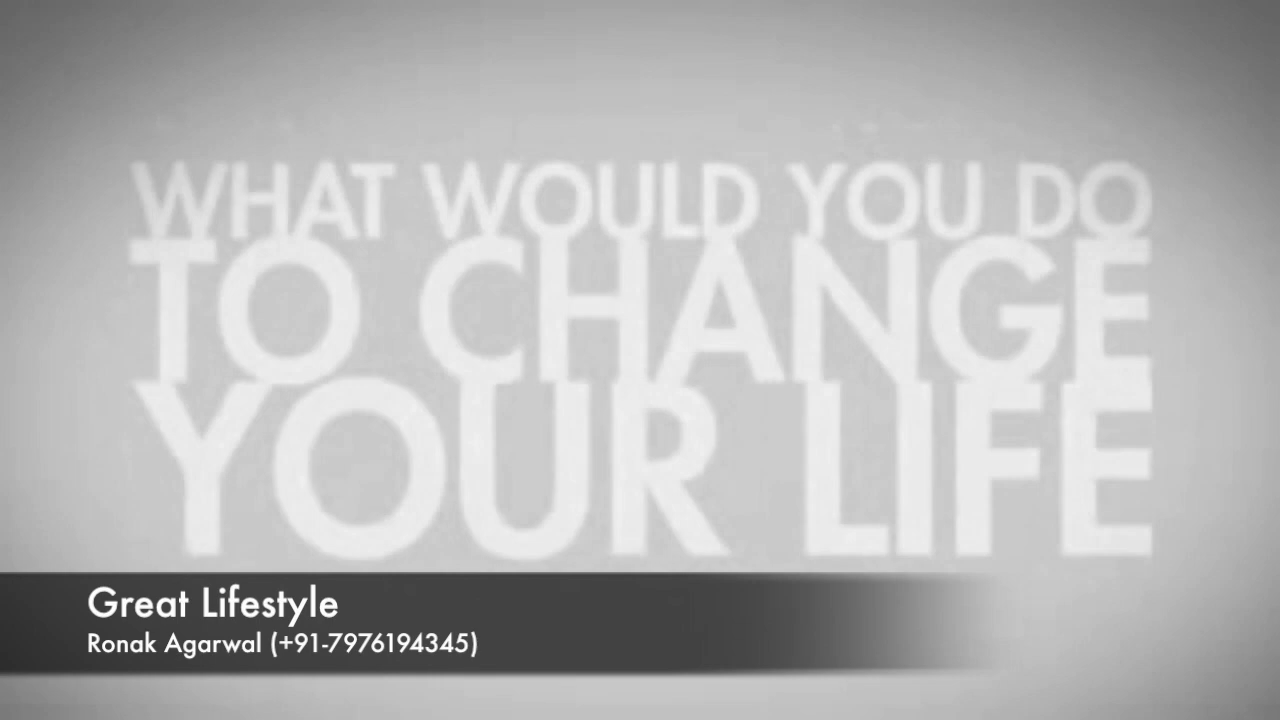 WHAT WOULD YOU DO
TO CHANGE
YOUR LIFE
Great Lifestyle
Ronak Agarwal (+91-7976194345)